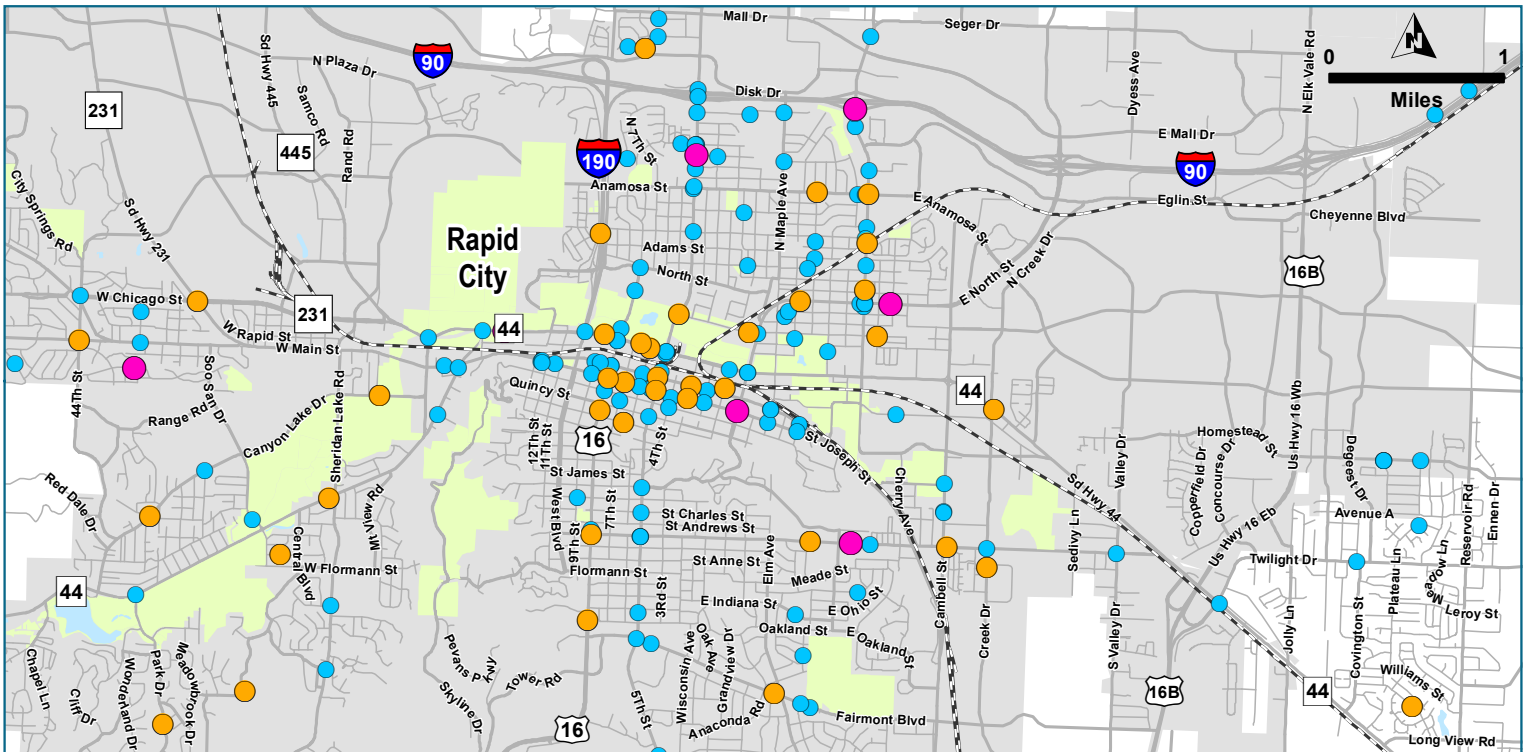 Mall Dr
Seger Dr
N
0
1
Miles
90
N Plaza Dr
Sd Hwy 445
Samco Rd
Rand Rd
Disk Dr
Dyess Ave
N Elk Vale Rd
231
445
190
N 7Th St
E Mall Dr
90
Anamosa St
N Maple Ave
E Anamosa St
Eglin St
Cheyenne Blvd
City Springs Rd
Sd Hwy 231
Rapid
City
Adams St
North St
E North St
N Creek Dr
16B
W Chicago St
231
44
W Rapid St
W Main St
44Th St
Soo San Dr
Range Rd
Canyon Lake Dr
Sheridan Lake Rd
Quincy St
12Th St
11Th St
16
4Th St
44
St Joseph St
Us Hwy 16 Wb
Homestead St
Degeest Dr
Copperfield Dr
Concourse Dr
Valley Dr
Sd Hwy 44
Cherry Ave
St James St
West Blvd
9Th St
7Th St
St Charles St
St Andrews St
Red Dale Dr
Mt View Rd
Central Blvd
W Flormann St
Flormann St
St Anne St
Elm Ave
Meade St
Sedivy Ln
Us Hwy 16 Eb
Avenue A
Reservoir Rd
Ennen Dr
Twilight Dr
Plateau Ln
Meadow Ln
Leroy St
44
3Rd St
E Indiana St
E Ohio St
Oakland St
E Oakland St
Cambell St
Creek Dr
S Valley Dr
Jolly Ln
Covington St
Williams St
Chapel Ln
Cliff Dr
Wonderland Dr
Park Dr
Meadowbrook Dr
Pevans Pkwy
Skyline Dr
Tower Rd
16
5Th St
Wisconsin Ave
Oak Ave
Grandview Dr
Anaconda Rd
Fairmont Blvd
16B
44
Long View Rd